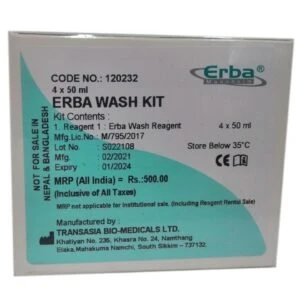 CODE NO.: 120232
Erba®
MANNHEIM
4 x 50 ml
ERBA WASH KIT
Kit Contents :
1. Reagent 1 : Erba Wash Reagent 4 x 50 ml
Mfg.Lic.No.: M/795/2017
Lot No. : S022108 Store Below 35°C
Mfd. : 02/2021
Expiry : 01/2024
NOT FOR SALE IN
NEPAL & BANGLADESH
MRP (All India) = :Rs.:500.00
(Inclusive of All Taxes)
MRP not applicable for institutional sale. (Including Reagent Rental Sale)
Manufactured by :
TRANSASIA BIO-MEDICALS LTD.
Khatiyan No. 236, Khasra No. 24, Namthang
Elaka, Mahakuma Namchi, South Sikkim - 737132.